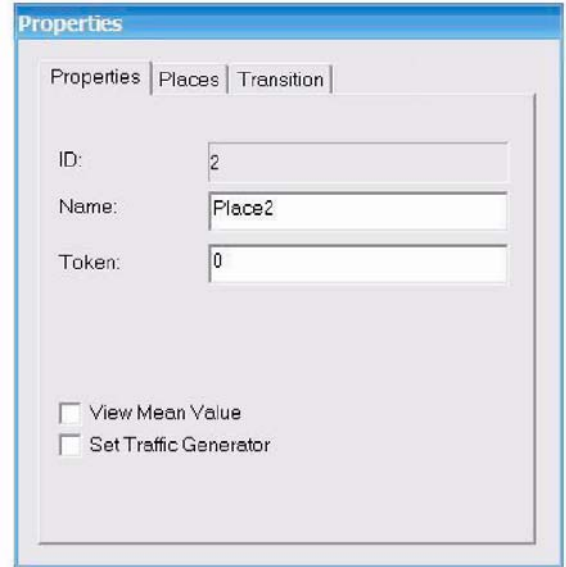 Properties
Properties Places Transition
ID: 2
Name: Place2
Token: 0
View Mean Value
Set Traffic Generator